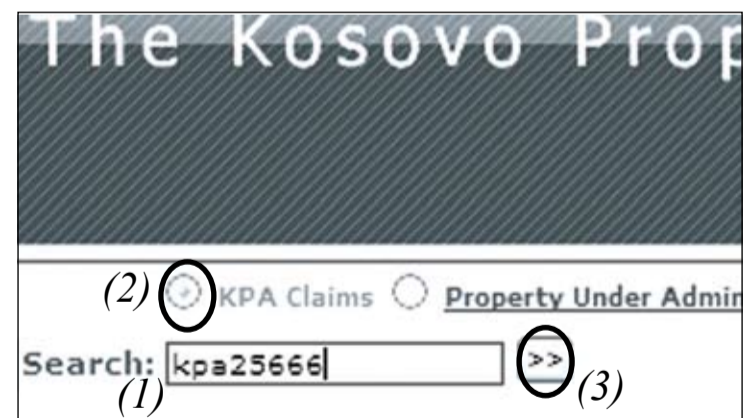 The Kosovo Prop
(2) KPA Claims Property Under Admin
Search: kpa25666 >>
(1) (3)